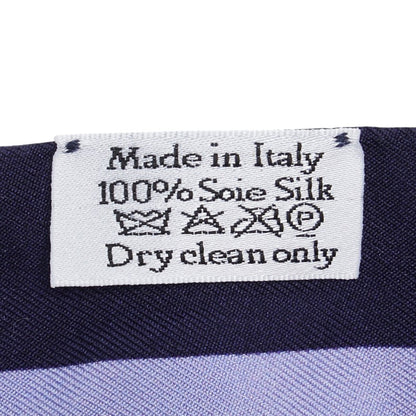 Made in Italy
100% Soie Silk
P
Dry clean only